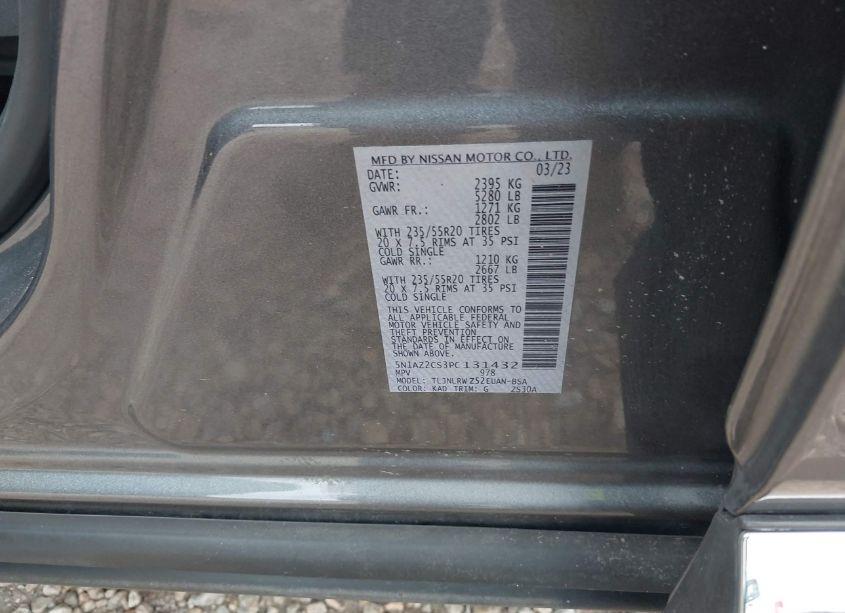 MFD BY NISSAN MOTOR CO., LTD.
DATE: 03/23
GVWR: 2395 KG
5280 LB
GAWR FR.: 1271 KG
2802 LB
WITH 235/55R20 TIRES
20 X 7.5 RIMS AT 35 PSI
COLD SINGLE
GAWR RR.: 1210 KG
2667 LB
WITH 235/55R20 TIRES
20 X 7.5 RIMS AT 35 PSI
COLD SINGLE
THIS VEHICLE CONFORMS TO
ALL APPLICABLE FEDERAL
MOTOR VEHICLE SAFETY AND
THEFT PREVENTION
STANDARDS IN EFFECT ON
THE DATE OF MANUFACTURE
SHOWN ABOVE.
5N1AZ2CS3PC131432
MPV 978
MODEL: TLJNLRWZ52EUAN-BSA
COLOR: KAD TRIM: G ZS30A